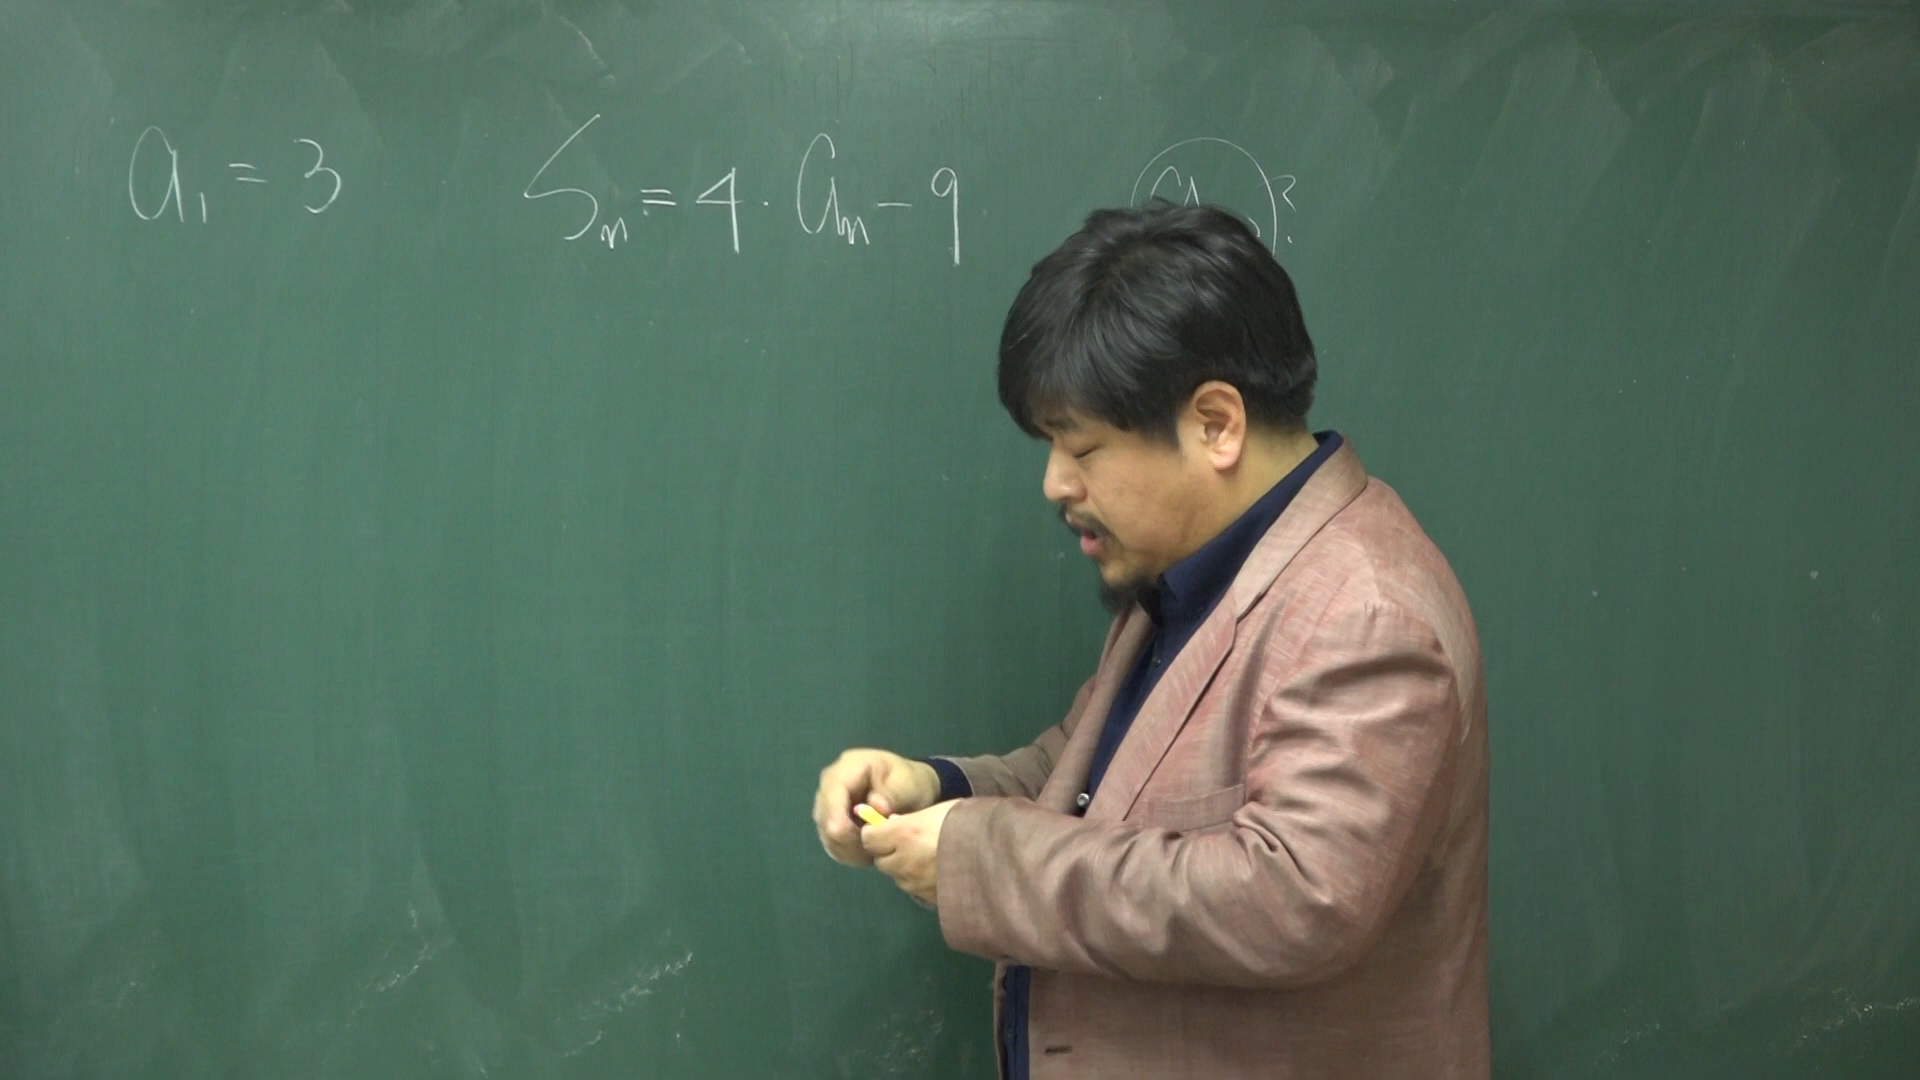 a₁ = 3 Sₙ = 4 · aₙ - 9 a ?